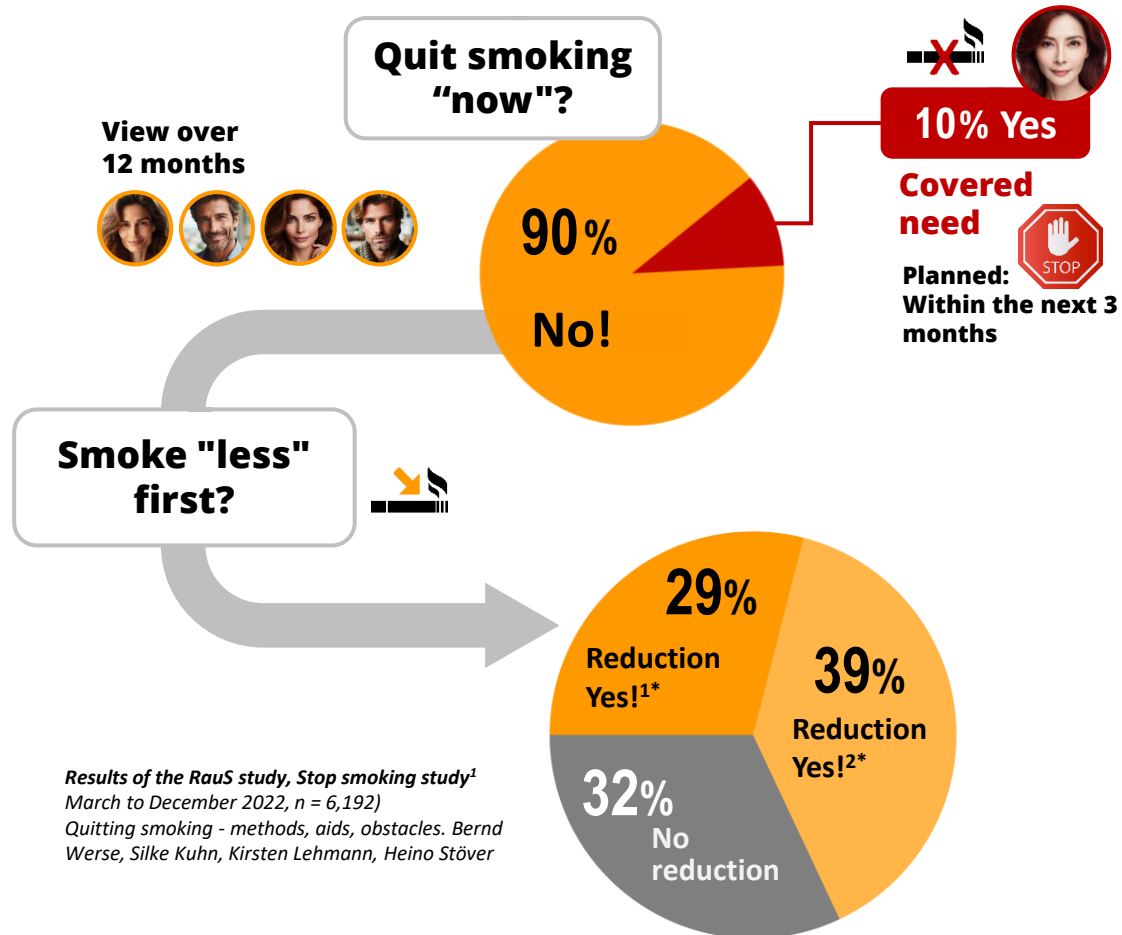 Quit smoking
“now"?
View over
12 months
10% Yes
Covered
need
STOP
Planned:
Within the next 3
months
90%
No!
Smoke "less"
first?
29%
Reduction
Yes!1*
39%
Reduction
Yes!2*
32%
No
reduction
Results of the RauS study, Stop smoking study1
March to December 2022, n = 6,192)
Quitting smoking - methods, aids, obstacles. Bernd
Werse, Silke Kuhn, Kirsten Lehmann, Heino Stöver